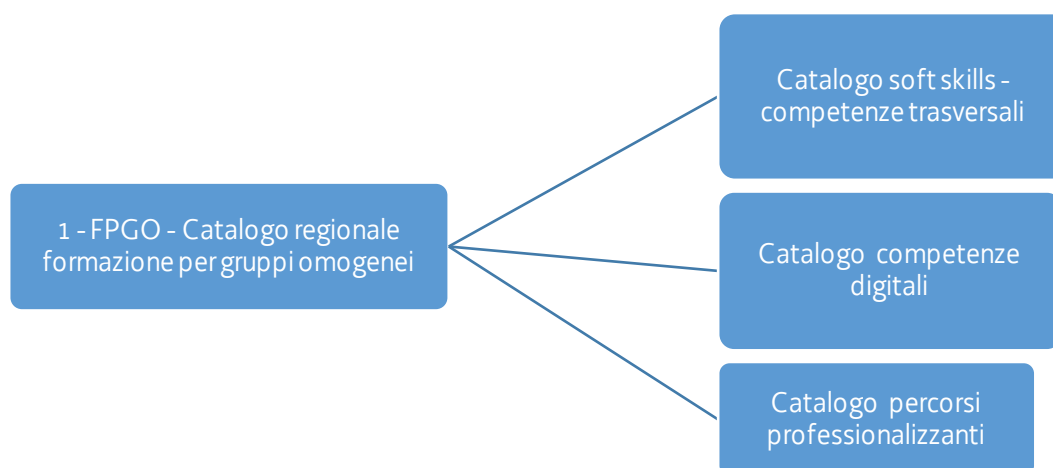 1 - FPGO - Catalogo regionale
formazione per gruppi omogenei
Catalogo soft skills -
competenze trasversali
Catalogo competenze
digitali
Catalogo percorsi
professionalizzanti